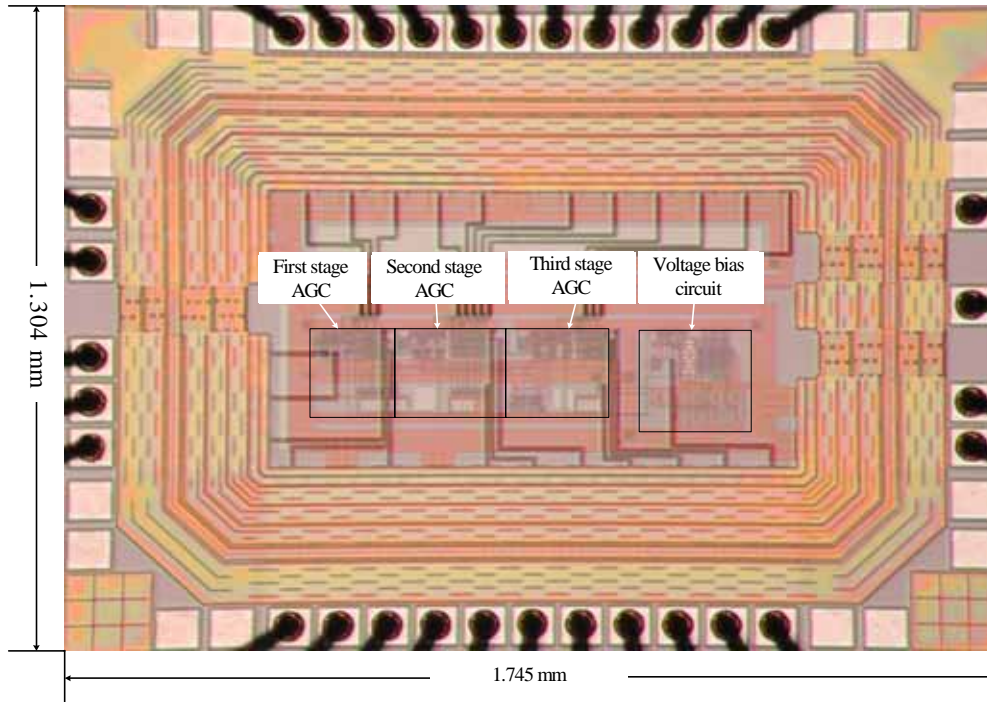 First stage
AGC
Second stage
AGC
Third stage
AGC
Voltage bias
circuit
1.304 mm
1.745 mm